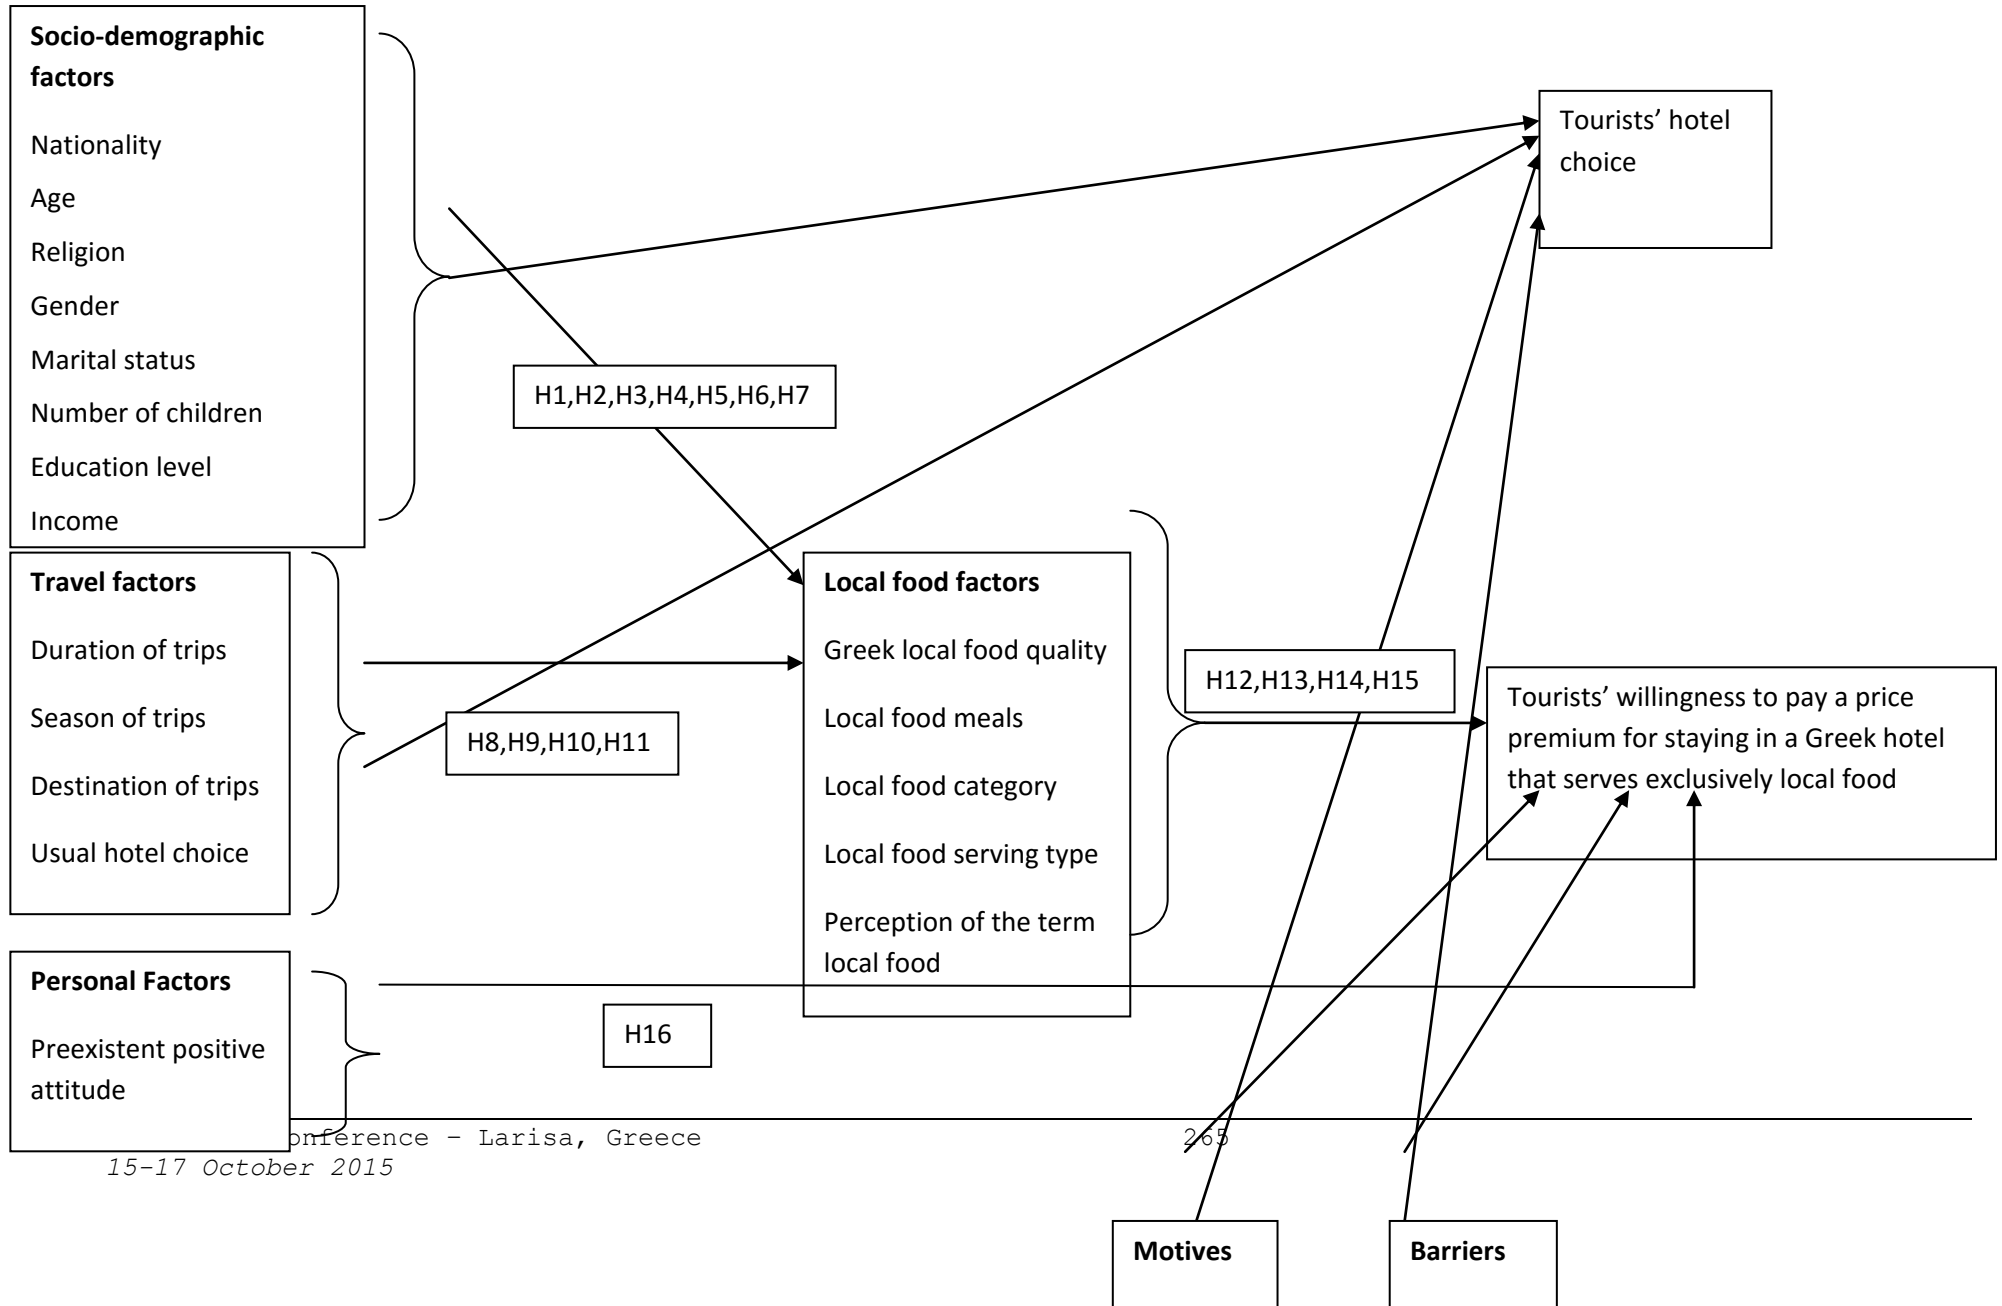 Socio-demographic
factors
Nationality
Age
Religion
Gender
Marital status
Number of children
Education level
Income
Tourists’ hotel
choice
H1,H2,H3,H4,H5,H6,H7
Travel factors
Duration of trips
Season of trips
Destination of trips
Usual hotel choice
H8,H9,H10,H11
Local food factors
Greek local food quality
Local food meals
Local food category
Local food serving type
Perception of the term
local food
H12,H13,H14,H15
Tourists’ willingness to pay a price
premium for staying in a Greek hotel
that serves exclusively local food
Personal Factors
Preexistent positive
attitude
H16
onference – Larisa, Greece 265
15-17 October 2015
Motives
Barriers